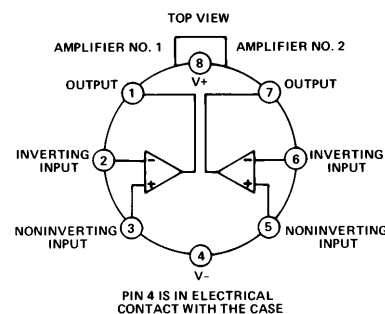 TOP VIEW
AMPLIFIER NO. 1
AMPLIFIER NO. 2
8
V+
OUTPUT
1
7
OUTPUT
INVERTING
INPUT
2
−
−
6
INVERTING
INPUT
+
+
NONINVERTING
INPUT
3
5
NONINVERTING
INPUT
4
V−
PIN 4 IS IN ELECTRICAL
CONTACT WITH THE CASE